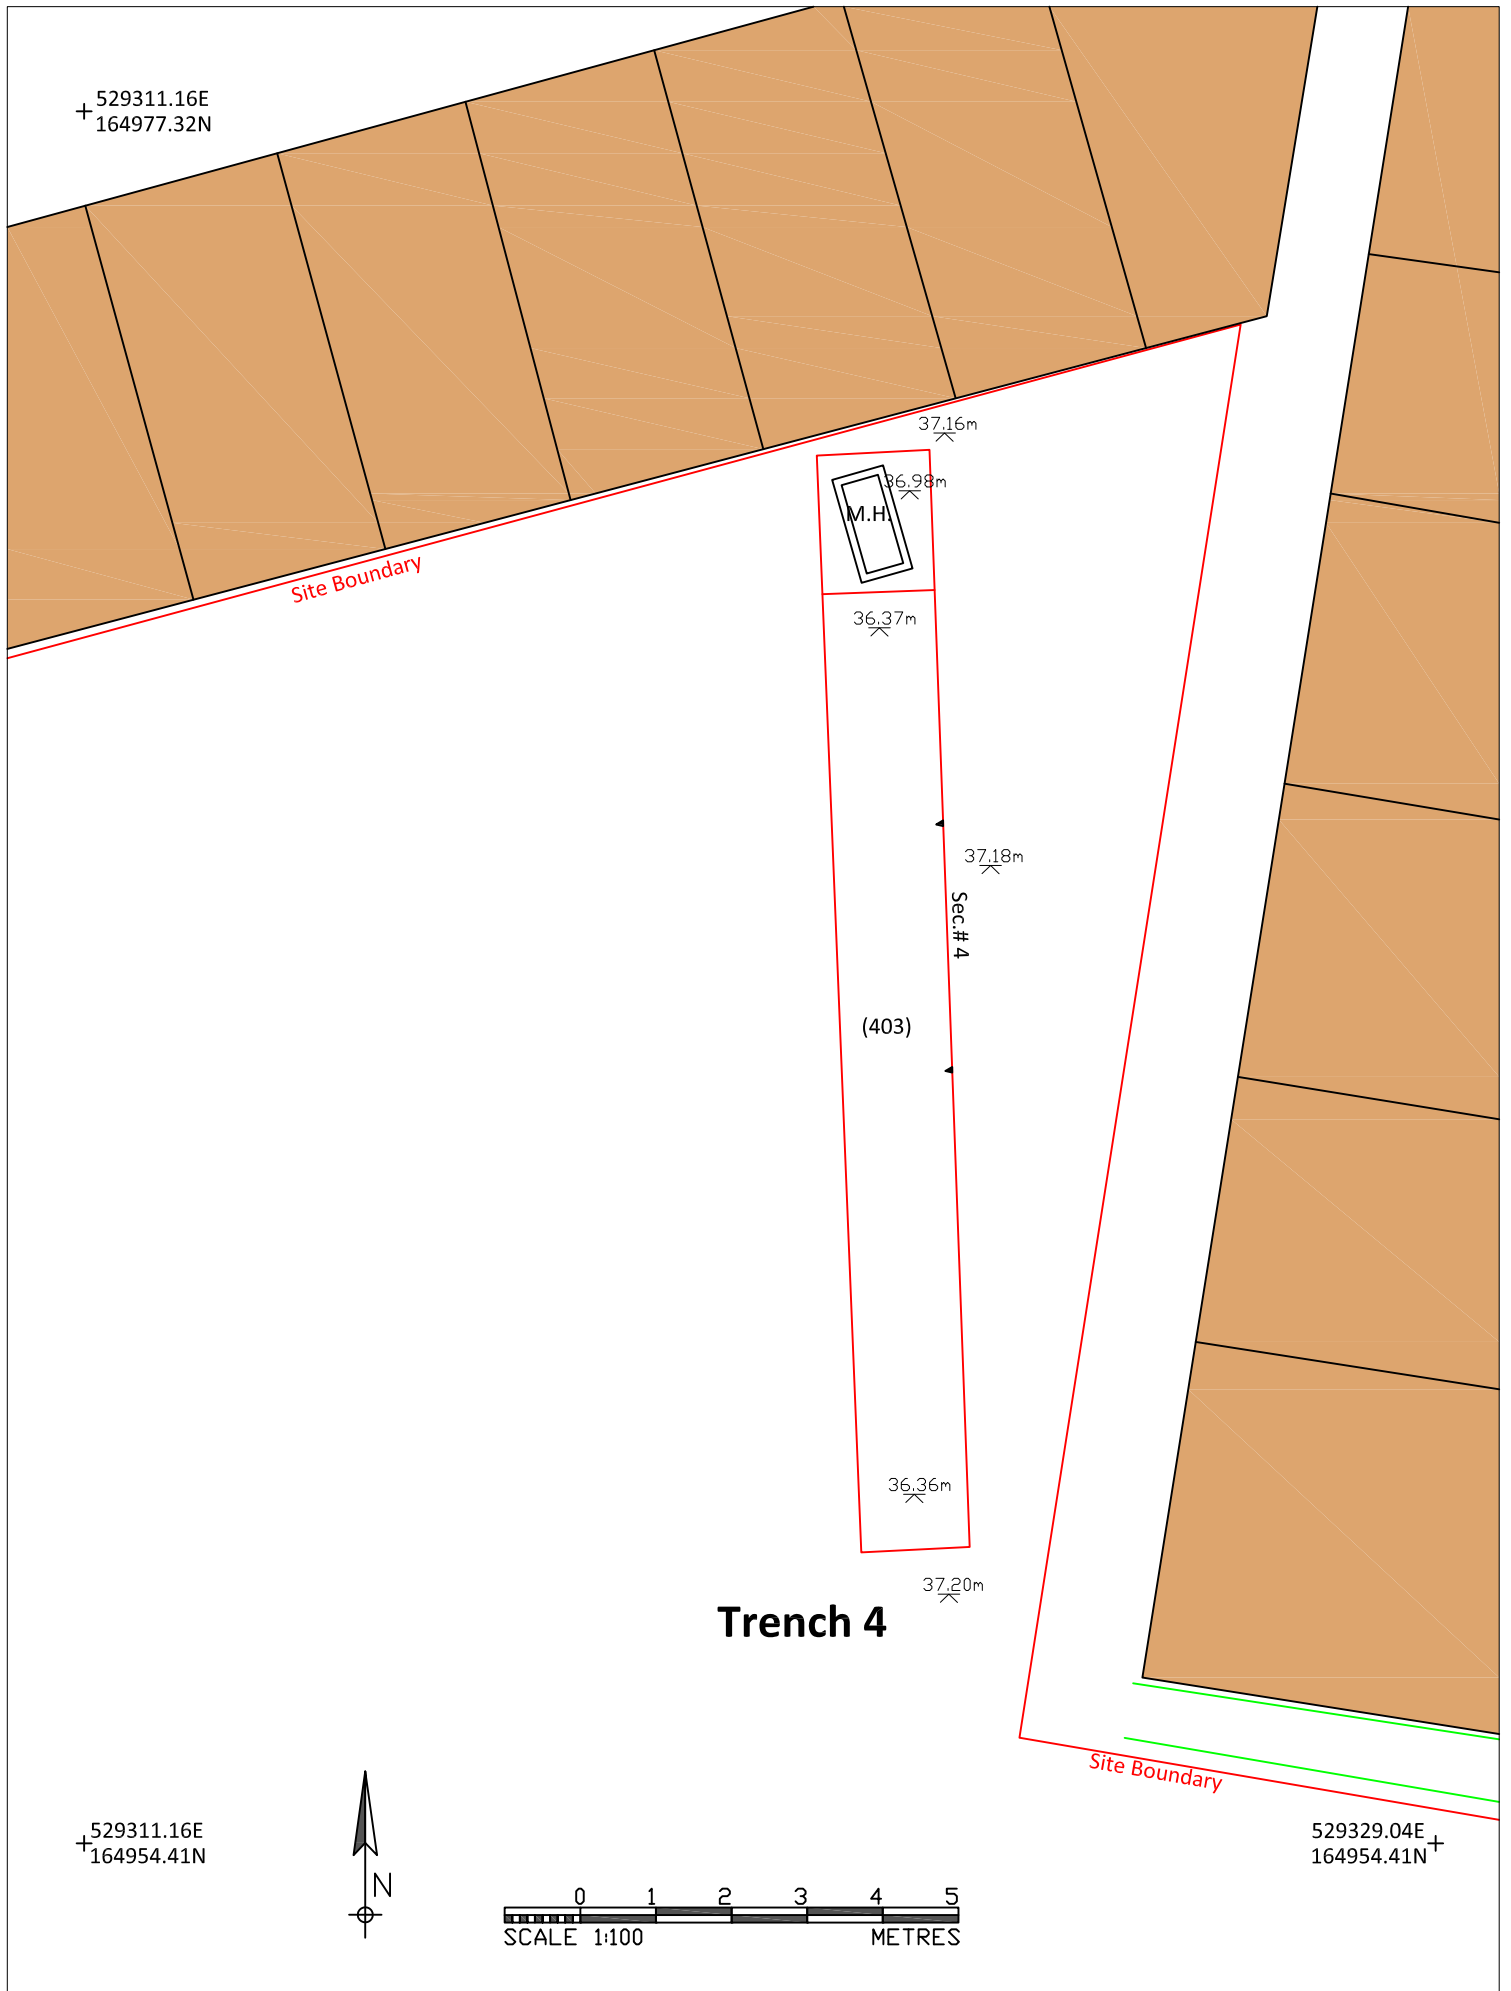 529311.16E
164977.32N
37.16m
36.98m
M.H.
Site Boundary
36.37m
37.18m
Sec.# 4
(403)
36.36m
37.20m
Trench 4
Site Boundary
529311.16E
164954.41N
529329.04E
164954.41N
N
0 1 2 3 4 5
SCALE 1:100 METRES